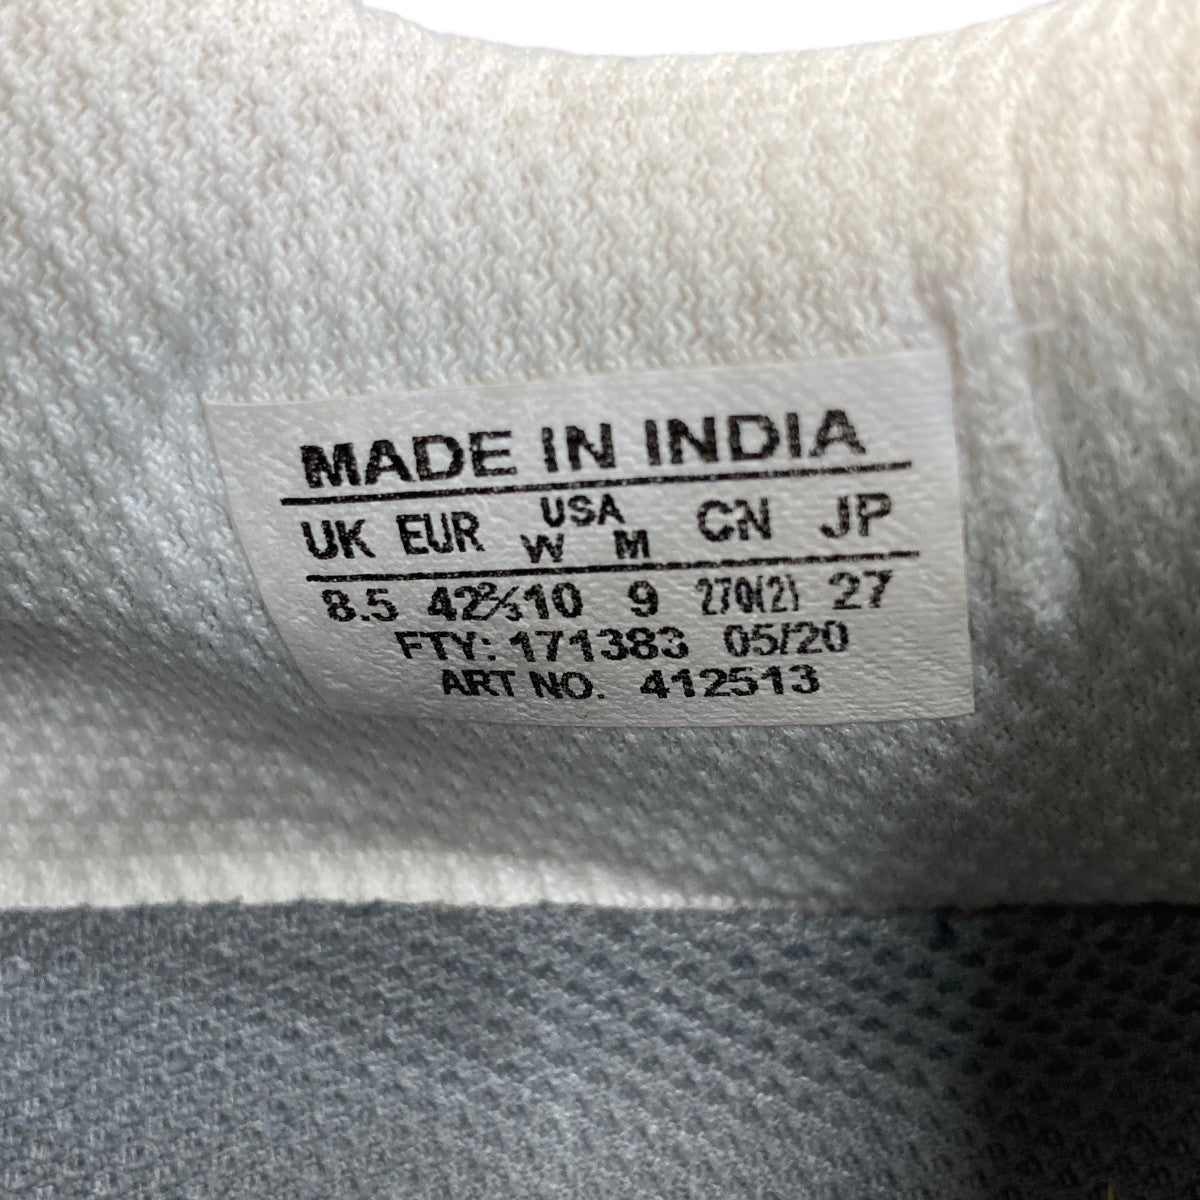 MADE IN INDIA
UK EUR USA W M CN JP
8.5 42⅔ 10 9 270(2) 27
FTY: 171383 05/20
ART NO. 412513